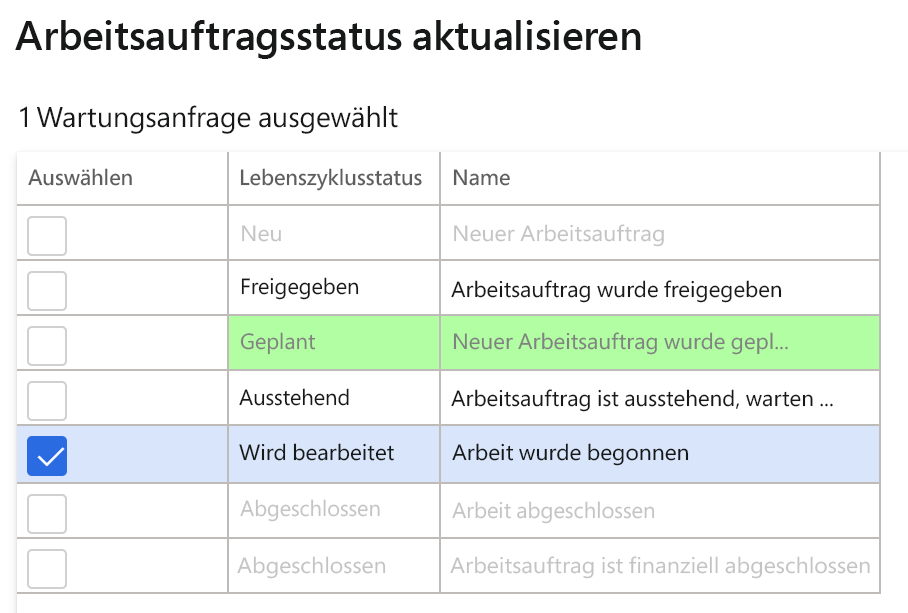 Arbeitsauftragsstatus aktualisieren
1 Wartungsanfrage ausgewählt
Auswählen Lebenszyklusstatus Name
Neu Neuer Arbeitsauftrag
Freigegeben Arbeitsauftrag wurde freigegeben
Geplant Neuer Arbeitsauftrag wurde gepl...
Ausstehend Arbeitsauftrag ist ausstehend, warten ...
Wird bearbeitet Arbeit wurde begonnen
Abgeschlossen Arbeit abgeschlossen
Abgeschlossen Arbeitsauftrag ist finanziell abgeschlossen